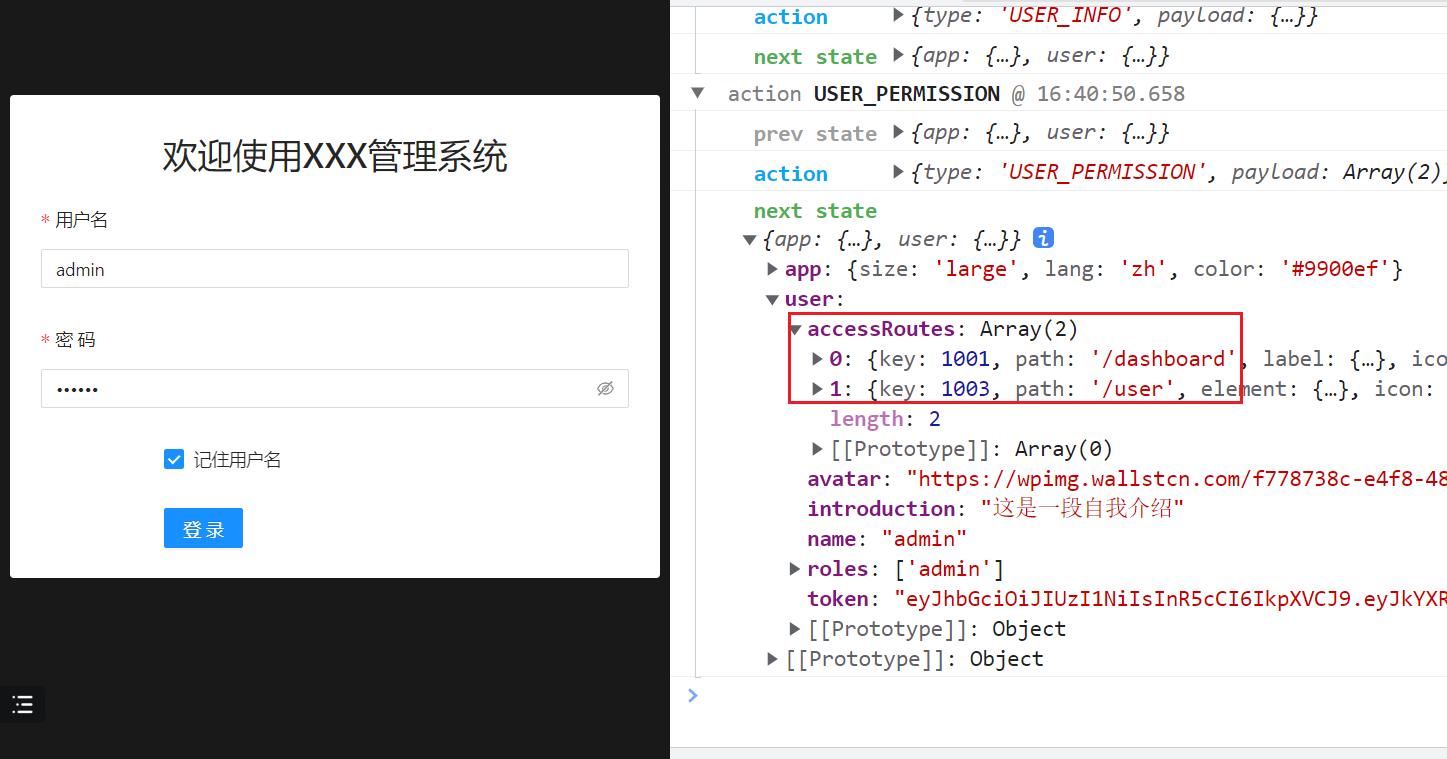 欢迎使用XXX管理系统
* 用户名
admin
* 密 码
••••••
记住用户名
登 录
action {type: 'USER_INFO', payload: {…}}
next state {app: {…}, user: {…}}
action USER_PERMISSION @ 16:40:50.658
prev state {app: {…}, user: {…}}
action {type: 'USER_PERMISSION', payload: Array(2)}
next state
{app: {…}, user: {…}} i
app: {size: 'large', lang: 'zh', color: '#9900ef'}
user:
accessRoutes: Array(2)
0: {key: 1001, path: '/dashboard', label: {…}, ico
1: {key: 1003, path: '/user', element: {…}, icon:
length: 2
[[Prototype]]: Array(0)
avatar: "https://wpimg.wallstcn.com/f778738c-e4f8-48
introduction: "这是一段自我介绍"
name: "admin"
roles: ['admin']
token: "eyJhbGciOiJIUzI1NiIsInR5cCI6IkpXVCJ9.eyJkYXR
[[Prototype]]: Object
[[Prototype]]: Object